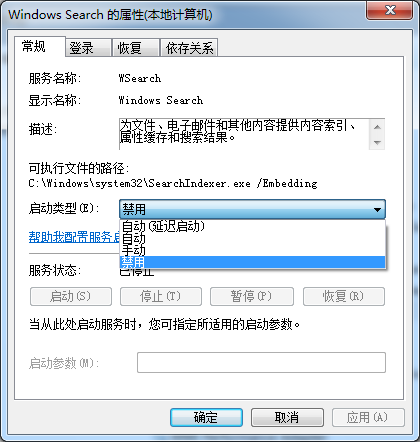 Windows Search 的属性(本地计算机)
常规 登录 恢复 依存关系
服务名称: WSearch
显示名称: Windows Search
描述: 为文件、电子邮件和其他内容提供内容索引、
属性缓存和搜索结果。
可执行文件的路径:
C:\Windows\system32\SearchIndexer.exe /Embedding
启动类型(E): 禁用
自动(延迟启动)
帮助我配置服务 自动
手动
禁用
服务状态: 已停止
启动(S) 停止(T) 暂停(P) 恢复(R)
当从此处启动服务时，您可指定所适用的启动参数。
启动参数(M):
确定 取消 应用(A)